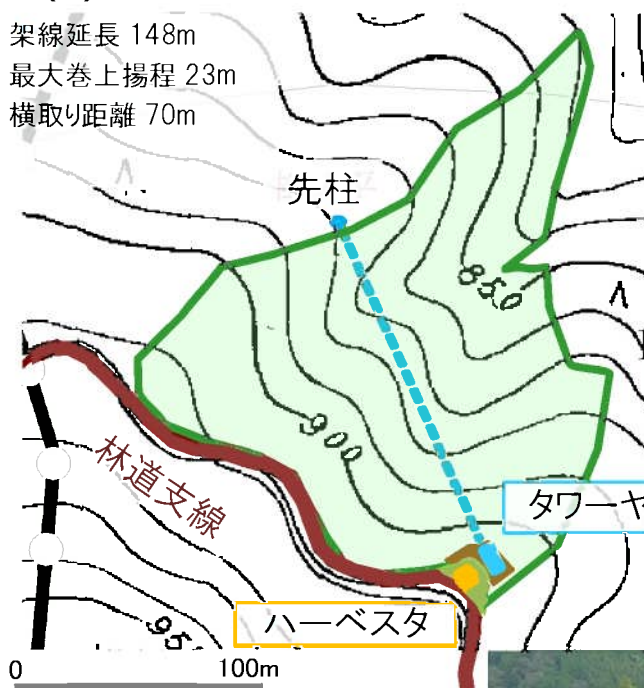 架線延長 148m
最大巻上揚程 23m
横取り距離 70m
先柱
850
900
林道支線
タワーヤ
ハーベスタ
950
0 100m